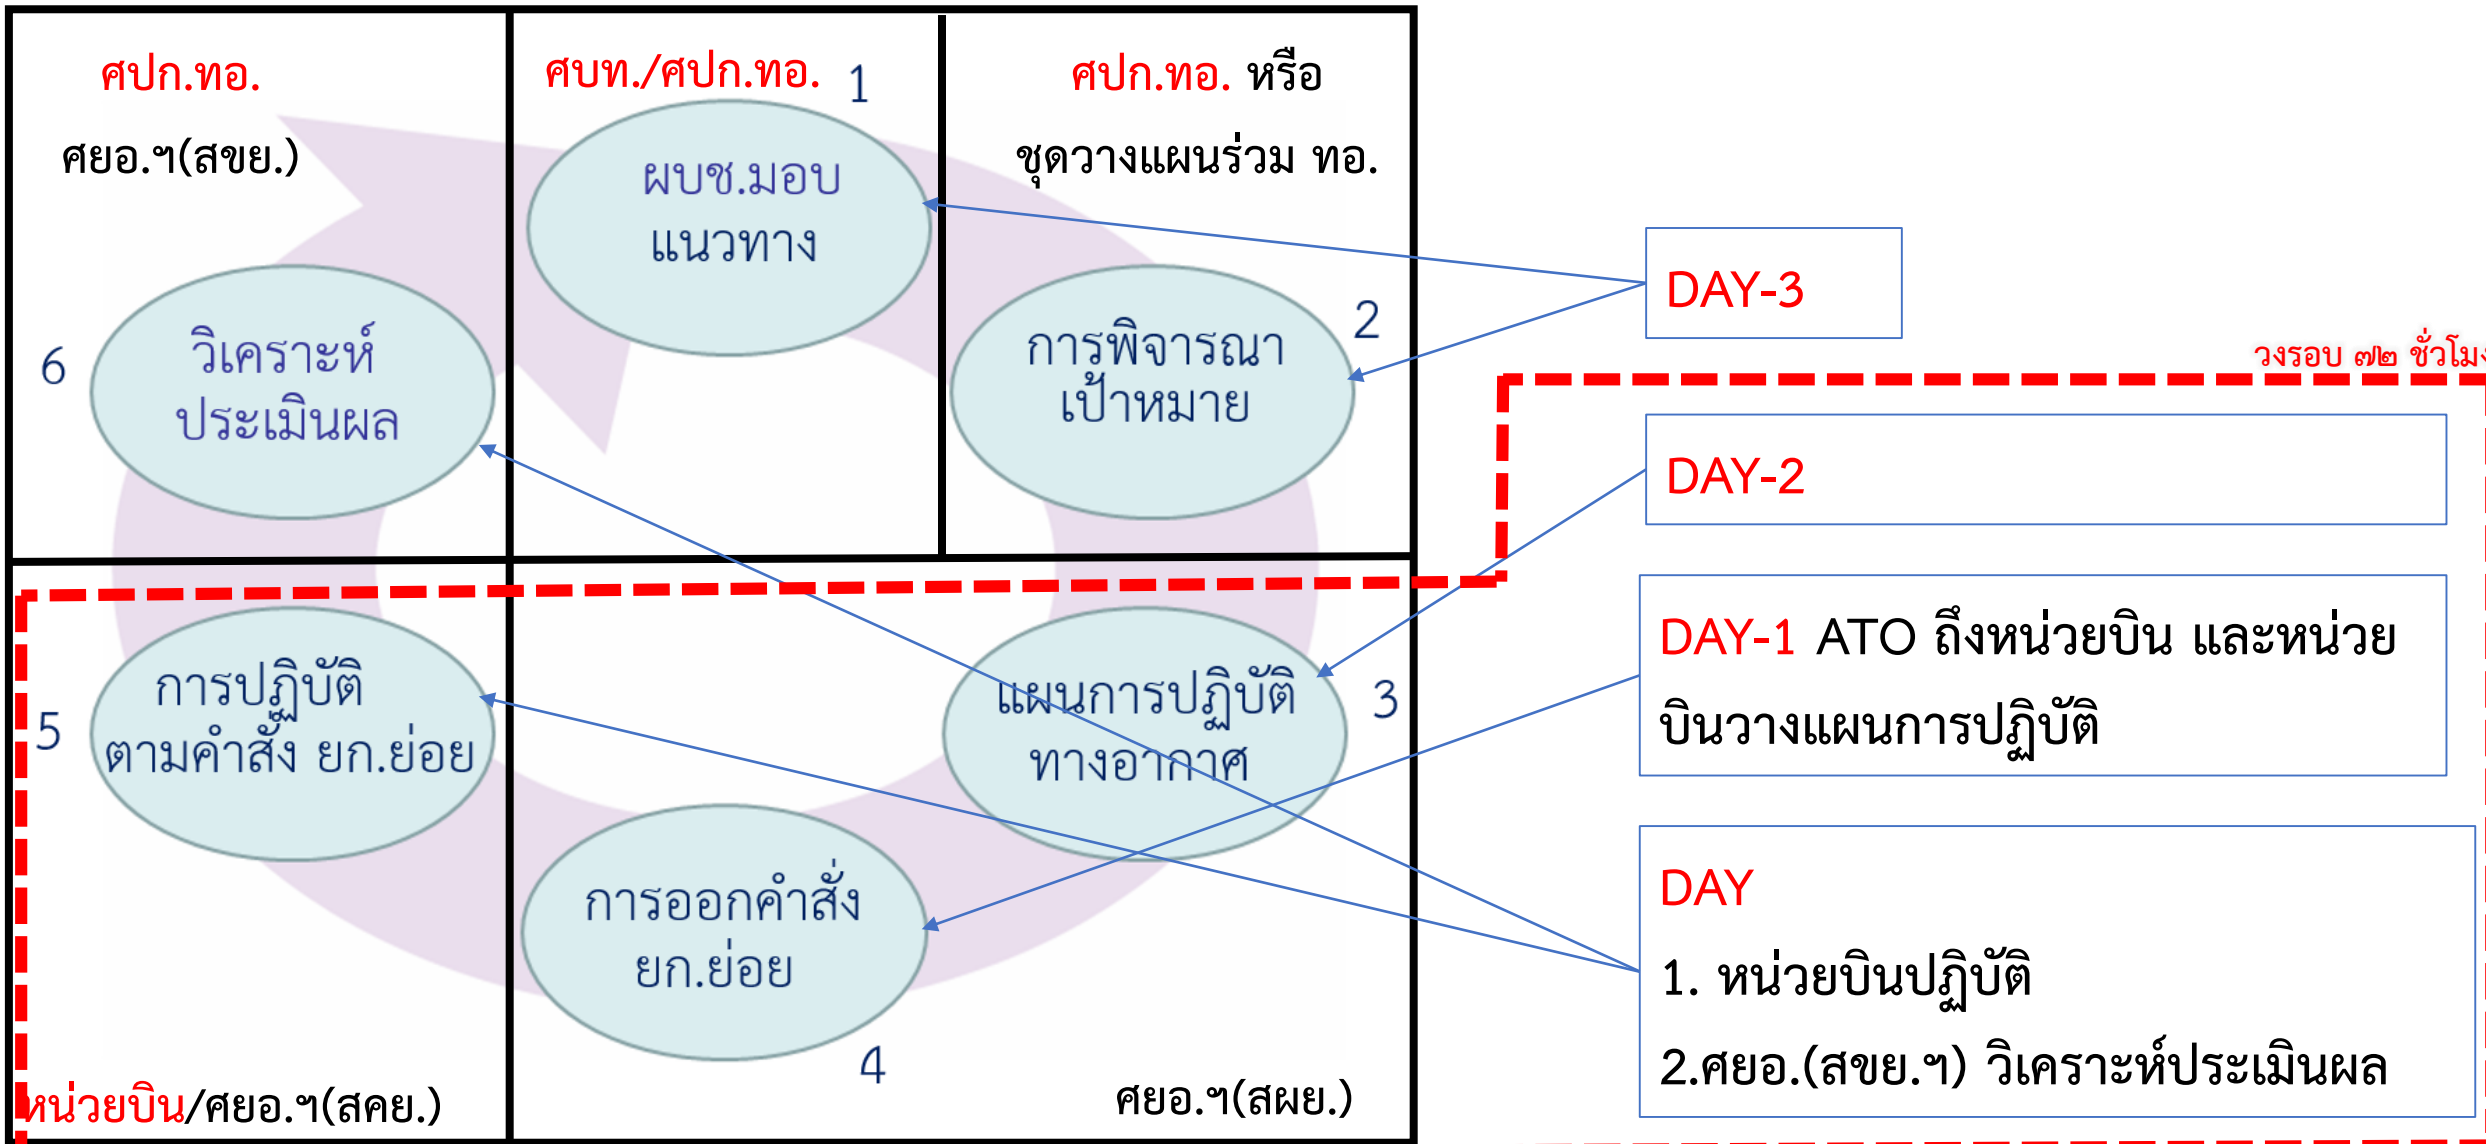 ศปก.ทอ.
ศยอ.ฯ(สขย.)
ศบท./ศปก.ทอ.
1
ผบช.มอบ
แนวทาง
ศปก.ทอ. หรือ
ชุดวางแผนร่วม ทอ.
2
การพิจารณา
เป้าหมาย
6
วิเคราะห์
ประเมินผล
5
การปฏิบัติ
ตามคำสั่ง ยก.ย่อย
หน่วยบิน/ศยอ.ฯ(สคย.)
3
แผนการปฏิบัติ
ทางอากาศ
การออกคำสั่ง
ยก.ย่อย
4
ศยอ.ฯ(สผย.)
DAY-3
วงรอบ ๗๒ ชั่วโมง
DAY-2
DAY-1 ATO ถึงหน่วยบิน และหน่วย
บินวางแผนการปฏิบัติ
DAY
1. หน่วยบินปฏิบัติ
2.ศยอ.(สขย.ฯ) วิเคราะห์ประเมินผล